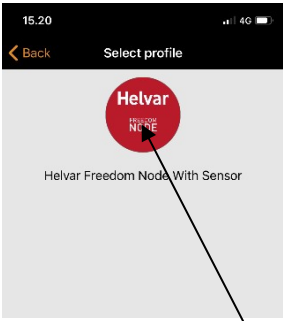 15.20
4G
Back
Select profile
Helvar
FREEDOM
NODE
Helvar Freedom Node With Sensor